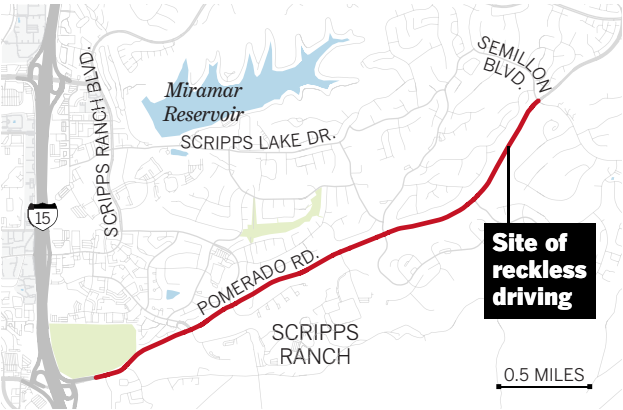 SEMILLON
BLVD.
SCRIPPS RANCH BLVD.
Miramar
Reservoir
SCRIPPS LAKE DR.
15
Site of
reckless
driving
POMERADO RD.
SCRIPPS
RANCH
0.5 MILES